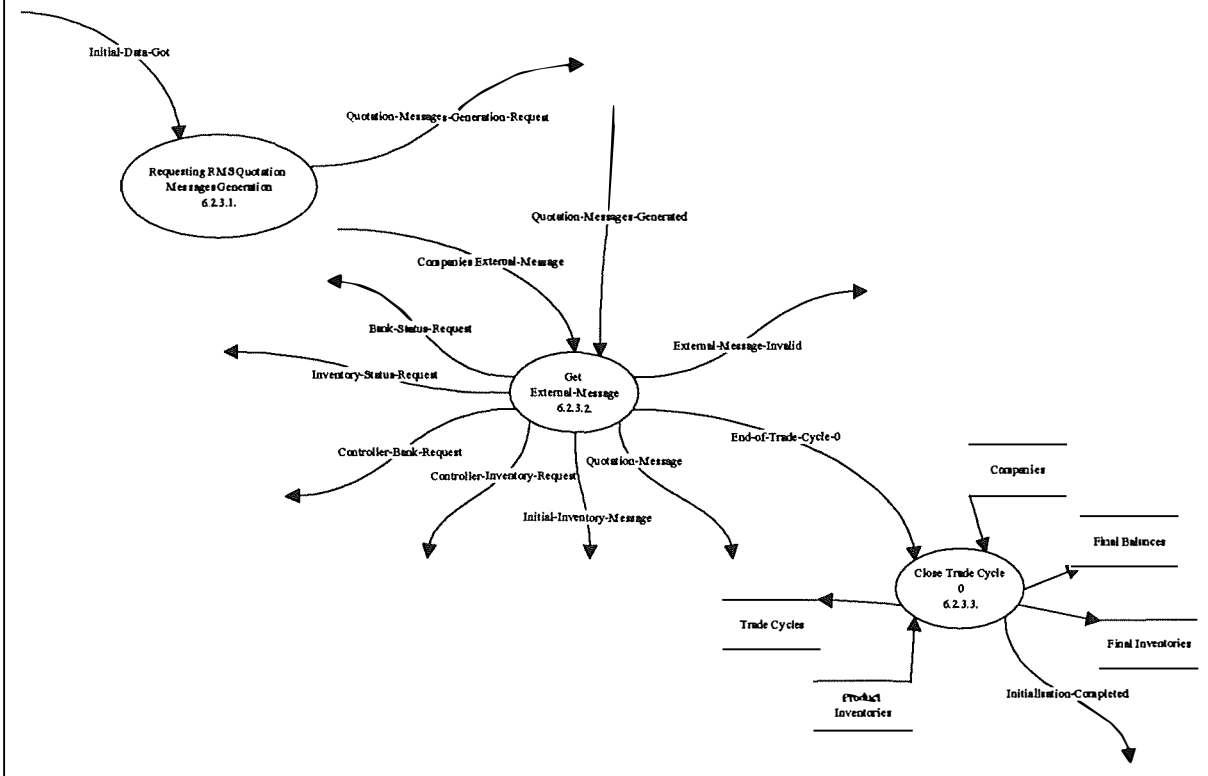 Initial-Data-Got
Quotation-Messages-Generation-Request
Requesting RMS Quotation
Messages Generation
6.2.3.1.
Quotation-Messages-Generated
Companies External-Message
Bank-Status-Request
External-Message-Invalid
Inventory-Status-Request
Get
External-Message
6.2.3.2.
End-of-Trade-Cycle-0
Controller-Bank-Request
Quotation-Message
Controller-Inventory-Request
Initial-Inventory-Message
Companies
Final Balances
Close Trade Cycle
0
6.2.3.3.
Trade Cycles
Final Inventories
Product
Inventories
Initialisation-Completed